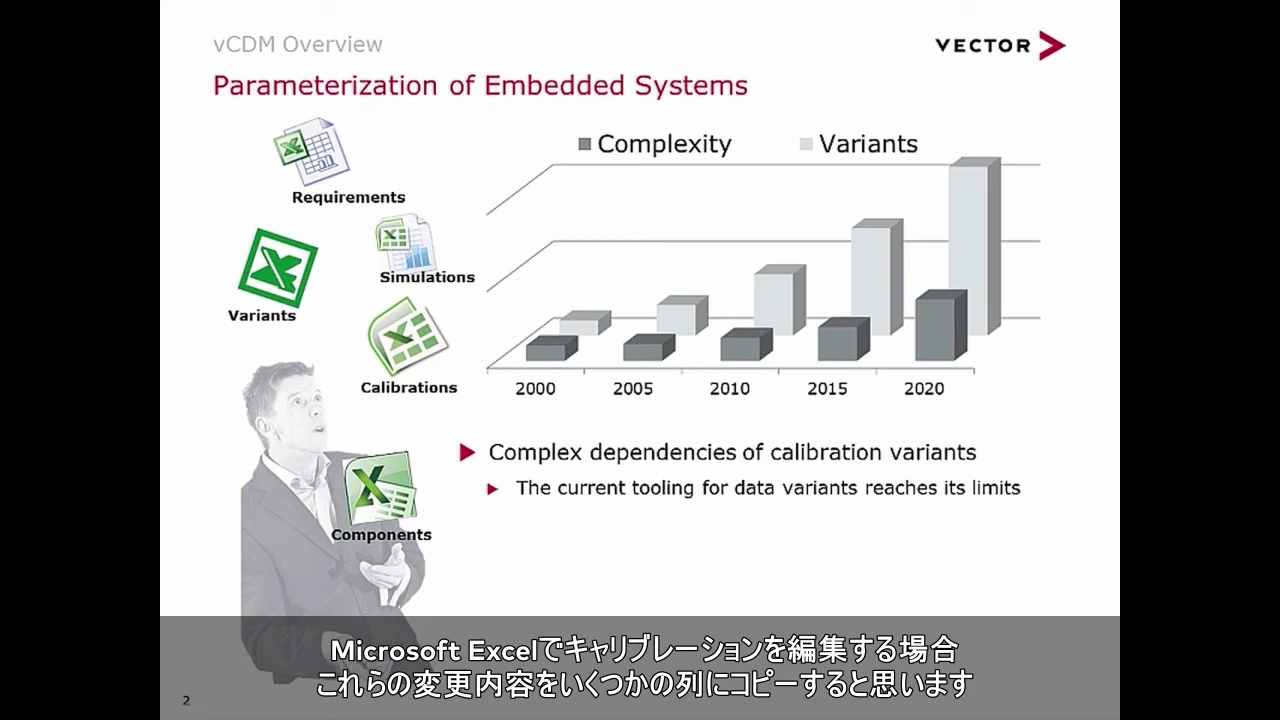 vCDM Overview
VECTOR
Parameterization of Embedded Systems
Requirements
Simulations
Variants
Calibrations
Components
Complexity
Variants
2000 2005 2010 2015 2020
Complex dependencies of calibration variants
The current tooling for data variants reaches its limits
Microsoft Excelでキャリブレーションを編集する場合
これらの変更内容をいくつかの列にコピーすると思います
2